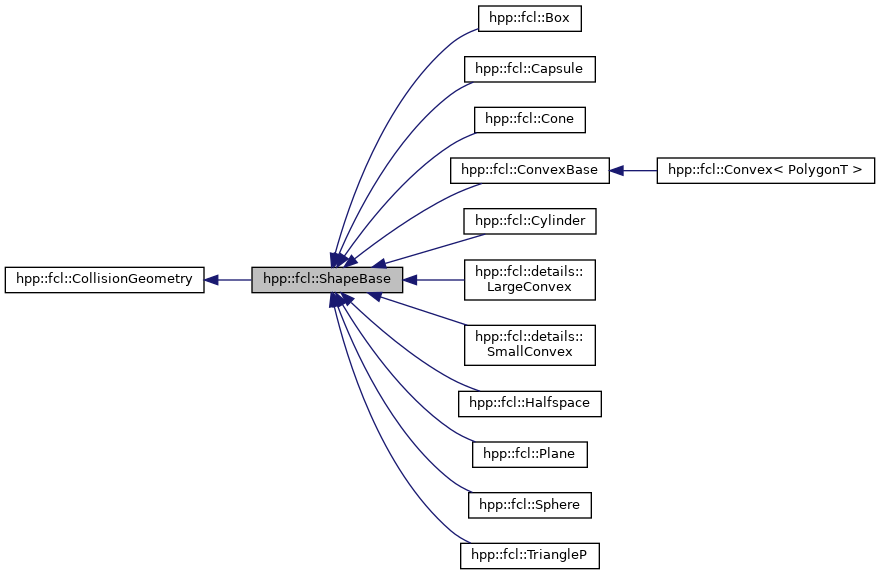 hpp::fcl::Box
hpp::fcl::Capsule
hpp::fcl::Cone
hpp::fcl::ConvexBase
hpp::fcl::Convex< PolygonT >
hpp::fcl::Cylinder
hpp::fcl::CollisionGeometry
hpp::fcl::ShapeBase
hpp::fcl::details::
LargeConvex
hpp::fcl::details::
SmallConvex
hpp::fcl::Halfspace
hpp::fcl::Plane
hpp::fcl::Sphere
hpp::fcl::TriangleP